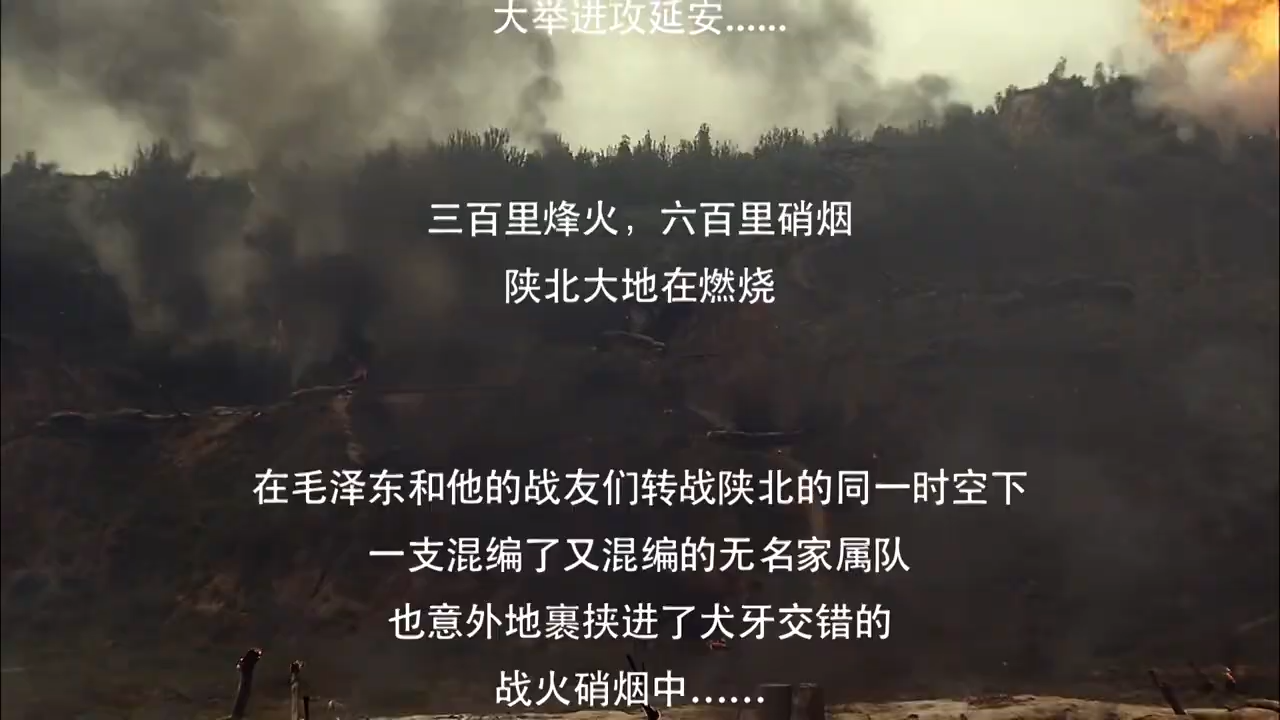 大举进攻延安……
三百里烽火，六百里硝烟
陕北大地在燃烧
在毛泽东和他的战友们转战陕北的同一时空下
一支混编了又混编的无名家属队
也意外地裹挟进了犬牙交错的
战火硝烟中……